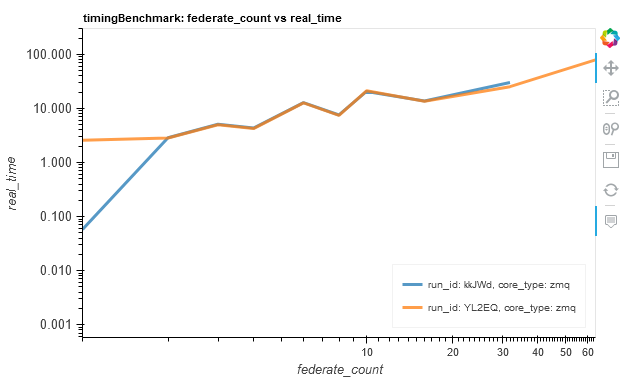 timingBenchmark: federate_count vs real_time
100.000
10.000
1.000
0.100
0.010
0.001
real_time
run_id: kkJWd, core_type: zmq
run_id: YL2EQ, core_type: zmq
10 20 30 40 50 60
federate_count